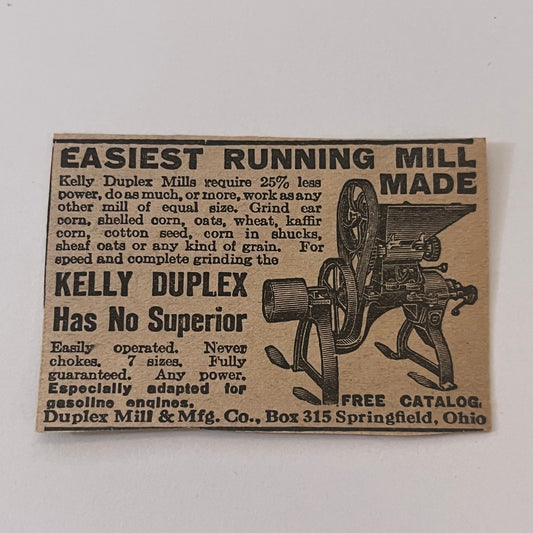 EASIEST RUNNING MILL
MADE
Kelly Duplex Mills require 25% less
power, do as much, or more, work as any
other mill of equal size. Grind ear
corn, shelled corn, oats, wheat, kaffir
corn, cotton seed, corn in shucks,
sheaf oats or any kind of grain. For
speed and complete grinding the
KELLY DUPLEX
Has No Superior
Easily operated. Never
chokes. 7 sizes. Fully
guaranteed. Any power.
Especially adapted for
gasoline engines.
FREE CATALOG.
Duplex Mill & Mfg. Co., Box 315 Springfield, Ohio